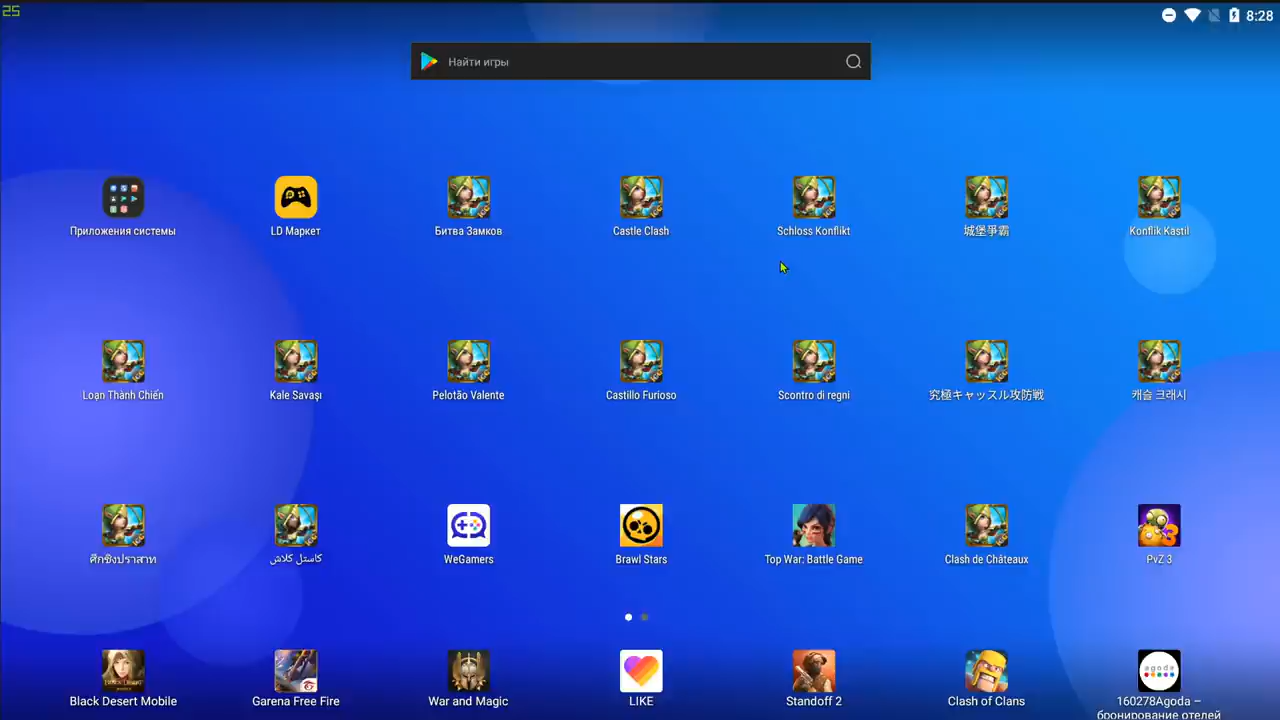 25
8:28
Найти игры
Приложения системы
LD Маркет
Битва Замков
Castle Clash
Schloss Konflikt
城堡爭霸
Konflik Kastil
Loạn Thành Chiến
Kale Savaşı
Pelotão Valente
Castillo Furioso
Scontro di regni
究極キャッスル攻防戦
캐슬 크래시
ศึกชิงปราสาท
كاستل كلاش
WeGamers
Brawl Stars
Top War: Battle Game
Clash de Châteaux
PvZ 3
Black Desert Mobile
Garena Free Fire
War and Magic
LIKE
Standoff 2
Clash of Clans
agoda
160278Agoda –
бронирование отелей